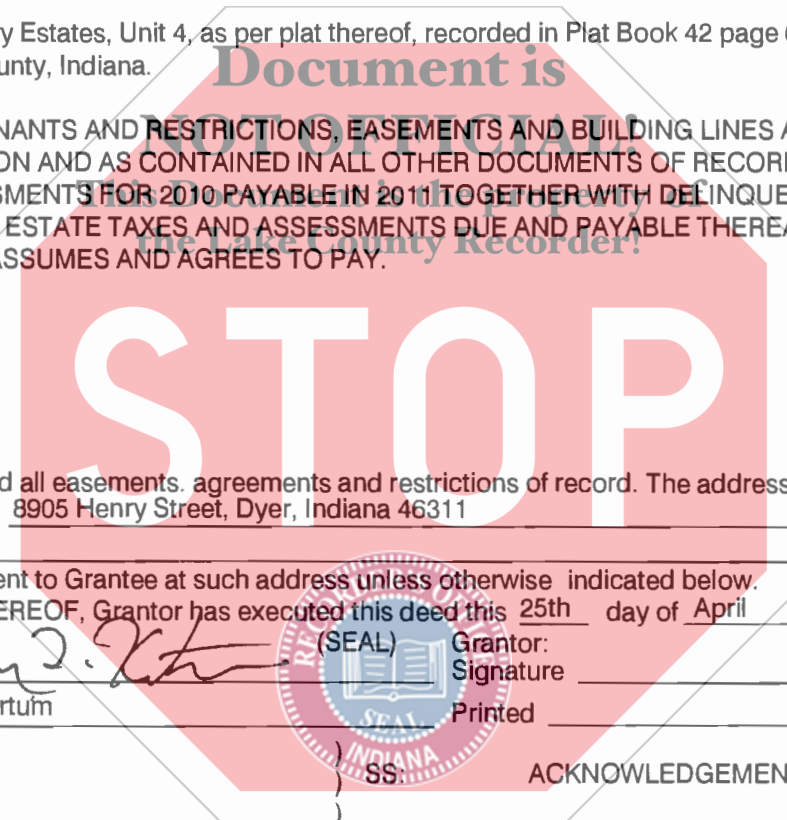 y Estates, Unit 4, as per plat thereof, recorded in Plat Book 42 page
unty, Indiana.
Document is
NOT OFFICIAL!
NANTS AND RESTRICTIONS, EASEMENTS AND BUILDING LINES A
ON AND AS CONTAINED IN ALL OTHER DOCUMENTS OF RECOR
This Document is the property of
SMENTS FOR 2010 PAYABLE IN 2011 TOGETHER WITH DELINQUE
ESTATE TAXES AND ASSESSMENTS DUE AND PAYABLE THEREA
the Lake County Recorder!
ASSUMES AND AGREES TO PAY.
STOP
d all easements. agreements and restrictions of record. The address
8905 Henry Street, Dyer, Indiana 46311
ent to Grantee at such address unless otherwise indicated below.
EREOF, Grantor has executed this deed this 25th day of April
(SEAL) Grantor:
Signature
rtum Printed
RECORDER'S OFFICE
SEAL
INDIANA
) SS: ACKNOWLEDGEMEN
)